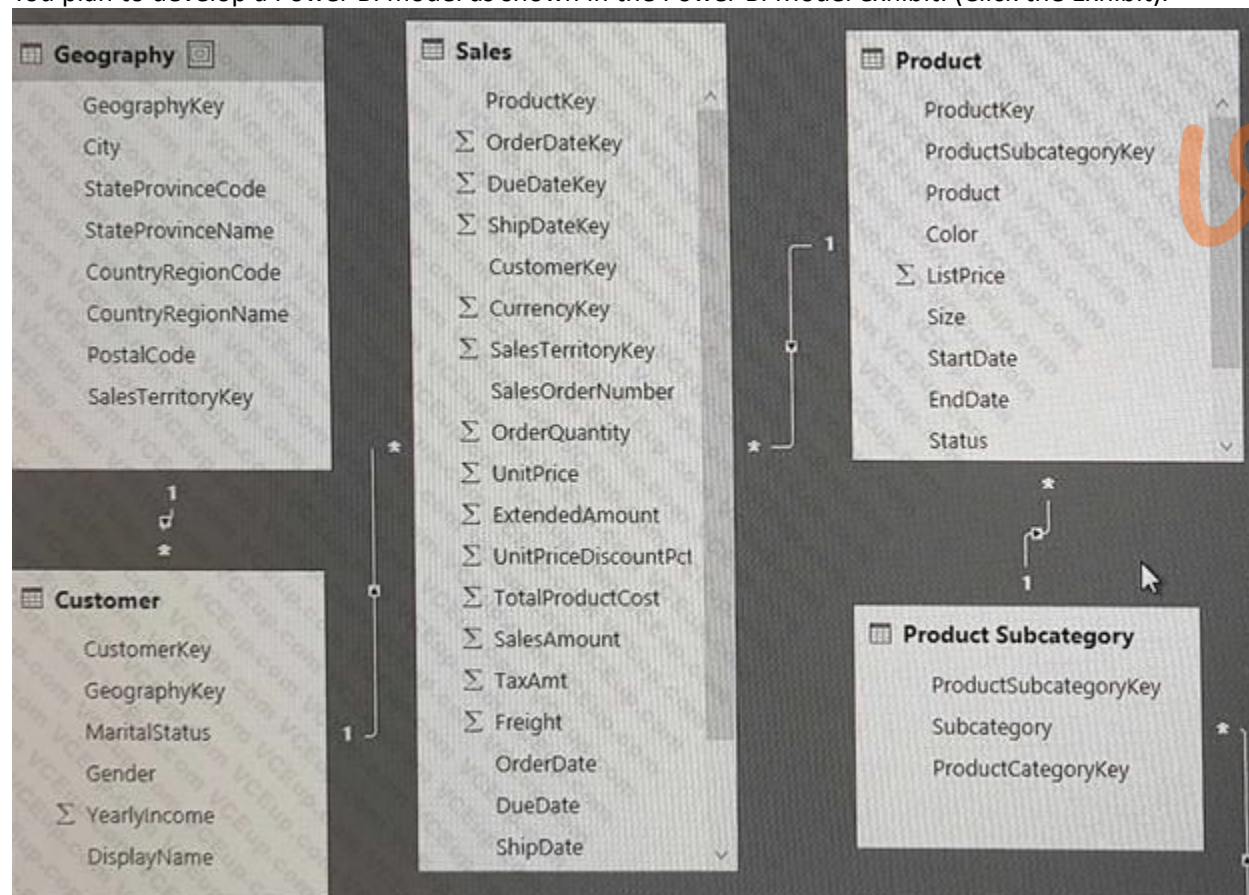 You plan to develop a Power BI model as shown in the Power BI model exhibit. (Click the Exhibit).
Geography
GeographyKey
City
StateProvinceCode
StateProvinceName
CountryRegionCode
CountryRegionName
PostalCode
SalesTerritoryKey
1
*
Customer
CustomerKey
GeographyKey
MaritalStatus
Gender
Σ YearlyIncome
DisplayName
*
1
Sales
ProductKey
Σ OrderDateKey
Σ DueDateKey
Σ ShipDateKey
CustomerKey
Σ CurrencyKey
Σ SalesTerritoryKey
SalesOrderNumber
Σ OrderQuantity
Σ UnitPrice
Σ ExtendedAmount
Σ UnitPriceDiscountPct
Σ TotalProductCost
Σ SalesAmount
Σ TaxAmt
Σ Freight
OrderDate
DueDate
ShipDate
1
*
Product
ProductKey
ProductSubcategoryKey
Product
Color
Σ ListPrice
Size
StartDate
EndDate
Status
*
1
Product Subcategory
ProductSubcategoryKey
Subcategory
ProductCategoryKey
*
VCEup.com